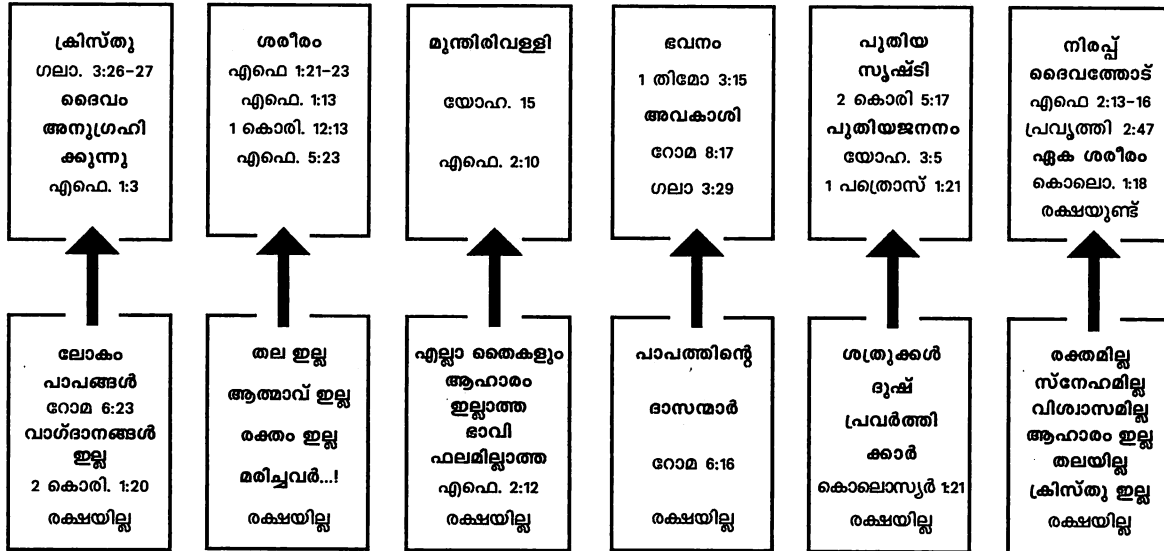 ക്രിസ്തു
ഗലാ. 3:26-27
ദൈവം
അനുഗ്രഹി
ക്കുന്നു
എഫെ. 1:3
ശരീരം
എഫെ 1:21-23
എഫെ. 1:13
1 കൊരി. 12:13
എഫെ. 5:23
മുന്തിരിവള്ളി
യോഹ. 15
എഫെ. 2:10
ഭവനം
1 തിമോ 3:15
അവകാശി
റോമ 8:17
ഗലാ 3:29
പുതിയ
സൃഷ്ടി
2 കൊരി 5:17
പുതിയജനനം
യോഹ. 3:5
1 പത്രൊസ് 1:21
നിരപ്പ്
ദൈവത്തോട്
എഫെ 2:13-16
പ്രവൃത്തി 2:47
ഏക ശരീരം
കൊലൊ. 1:18
രക്ഷയുണ്ട്
ലോകം
പാപങ്ങൾ
റോമ 6:23
വാഗ്ദാനങ്ങൾ
ഇല്ല
2 കൊരി. 1:20
രക്ഷയില്ല
തല ഇല്ല
ആത്മാവ് ഇല്ല
രക്തം ഇല്ല
മരിച്ചവർ...!
രക്ഷയില്ല
എല്ലാ തൈകളും
ആഹാരം
ഇല്ലാത്ത
ഭാവി
ഫലമില്ലാത്ത
എഫെ. 2:12
രക്ഷയില്ല
പാപത്തിന്റെ
ദാസന്മാർ
റോമ 6:16
രക്ഷയില്ല
ശത്രുക്കൾ
ദുഷ്
പ്രവർത്തി
ക്കാർ
കൊലൊസ്യർ 1:21
രക്ഷയില്ല
രക്തമില്ല
സ്നേഹമില്ല
വിശ്വാസമില്ല
ആഹാരം ഇല്ല
തലയില്ല
ക്രിസ്തു ഇല്ല
രക്ഷയില്ല